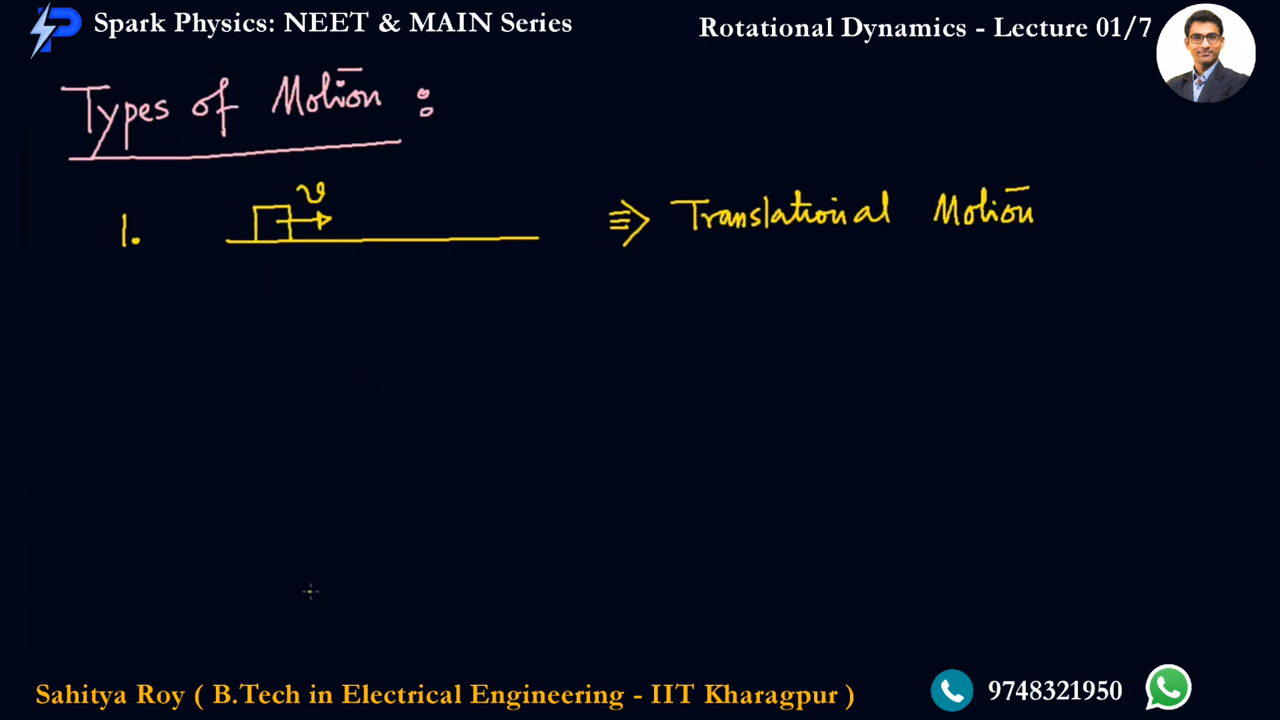 Spark Physics: NEET & MAIN Series
Rotational Dynamics - Lecture 01/7
Types of Motion :
1. v ⇛ Translational Motion
Sahitya Roy ( B.Tech in Electrical Engineering - IIT Kharagpur )
9748321950